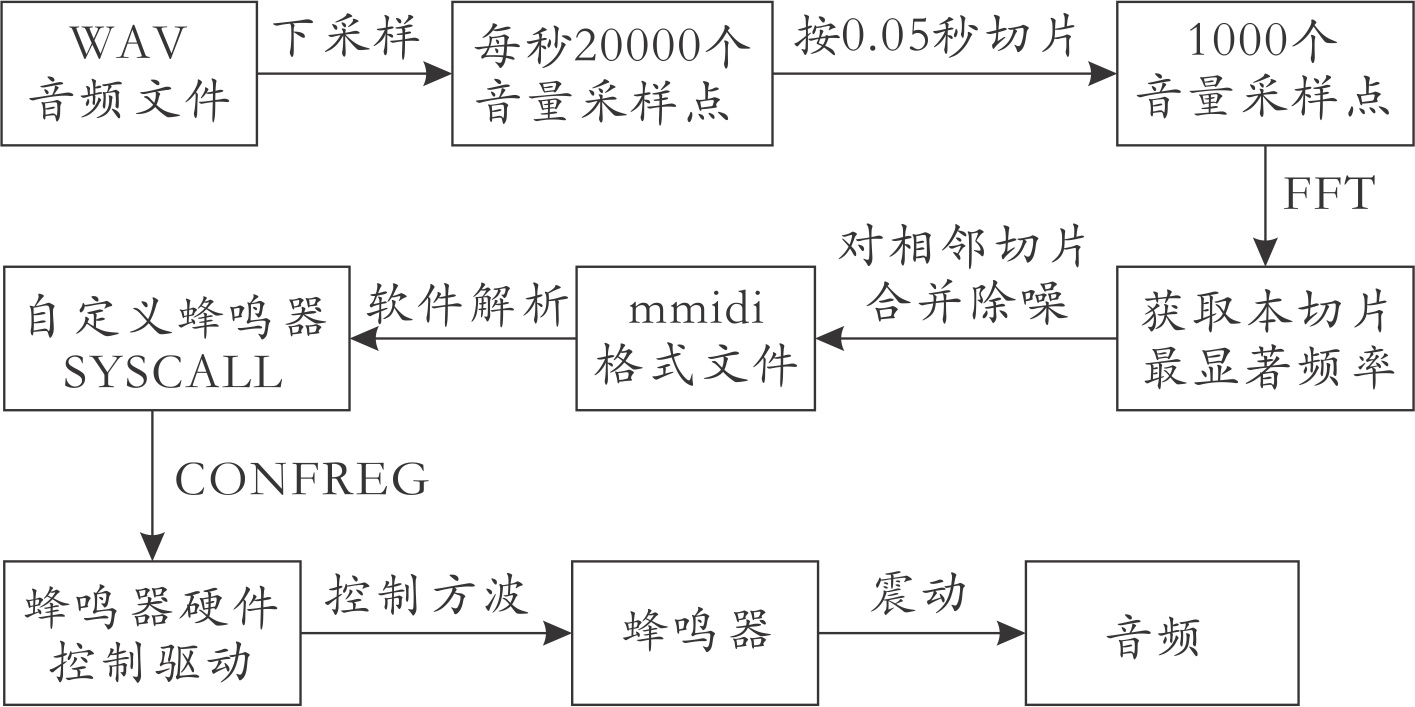 WAV
音频文件
下采样
每秒20000个
音量采样点
按0.05秒切片
1000个
音量采样点
FFT
获取本切片
最显著频率
对相邻切片
合并除噪
mmidi
格式文件
软件解析
自定义蜂鸣器
SYSCALL
CONFREG
蜂鸣器硬件
控制驱动
控制方波
蜂鸣器
震动
音频